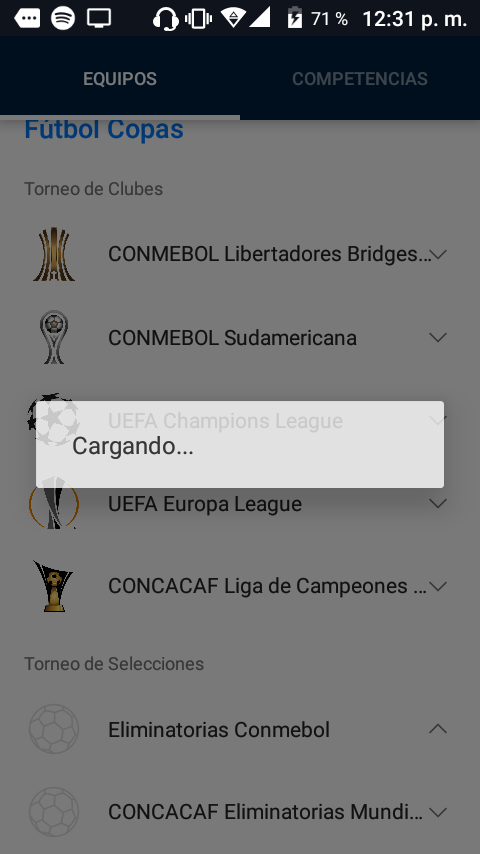 71 % 12:31 p. m.
EQUIPOS COMPETENCIAS
Fútbol Copas
Torneo de Clubes
CONMEBOL Libertadores Bridges...
CONMEBOL Sudamericana
UEFA Champions League
Cargando...
UEFA Europa League
CONCACAF Liga de Campeones ...
Torneo de Selecciones
Eliminatorias Conmebol
CONCACAF Eliminatorias Mundi...